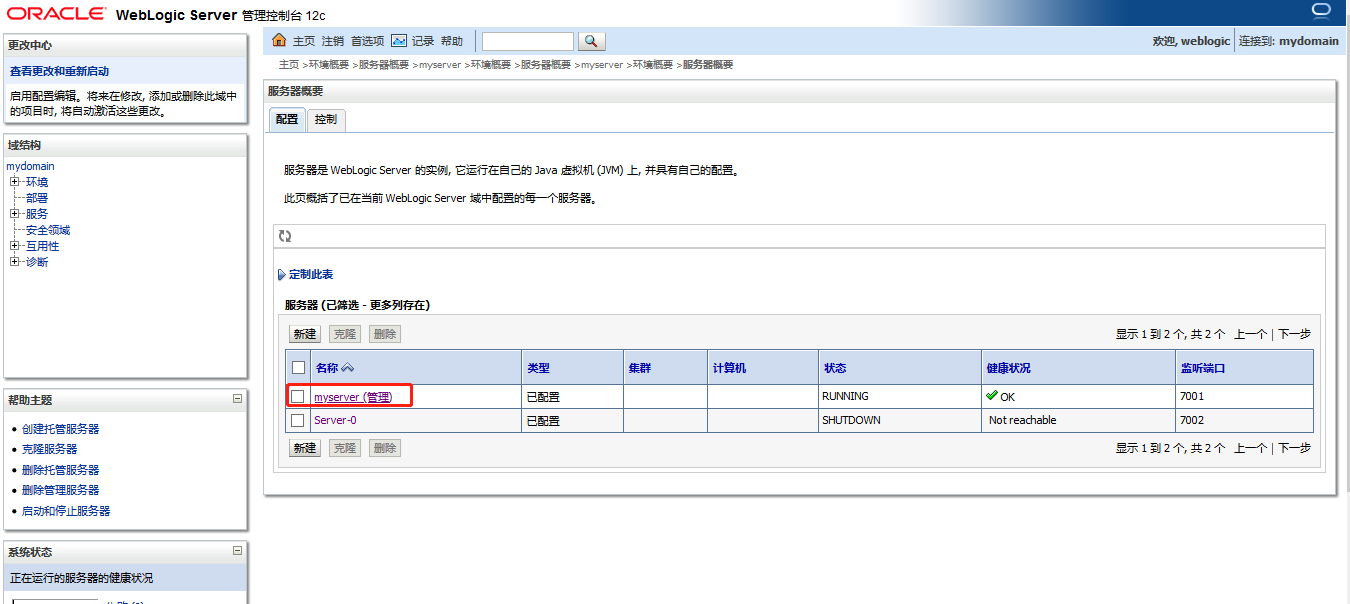 ORACLE WebLogic Server 管理控制台 12c
更改中心
查看更改和重新启动
启用配置编辑。将来在修改, 添加或删除此域中
的项目时, 将自动激活这些更改。
域结构
mydomain
环境
部署
服务
安全领域
互用性
诊断
帮助主题
创建托管服务器
克隆服务器
删除托管服务器
删除管理服务器
启动和停止服务器
系统状态
正在运行的服务器的健康状况
主页 注销 首选项 记录 帮助
欢迎, weblogic 连接到: mydomain
主页 >环境概要 >服务器概要 >myserver >环境概要 >服务器概要 >myserver >环境概要 >服务器概要
服务器概要
配置 控制
服务器是 WebLogic Server 的实例, 它运行在自己的 Java 虚拟机 (JVM) 上, 并具有自己的配置。
此页概括了已在当前 WebLogic Server 域中配置的每一个服务器。
定制此表
服务器 (已筛选 - 更多列存在)
新建 克隆 删除 显示 1 到 2 个, 共 2 个 上一个 | 下一步
名称 类型 集群 计算机 状态 健康状况 监听端口
myserver (管理) 已配置 RUNNING OK 7001
Server-0 已配置 SHUTDOWN Not reachable 7002
新建 克隆 删除 显示 1 到 2 个, 共 2 个 上一个 | 下一步